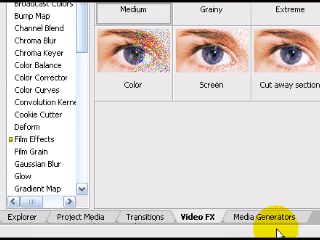 Broadcast Colors
Bump Map
Channel Blend
Chroma Blur
Chroma Keyer
Color Balance
Color Corrector
Color Curves
Convolution Kerne
Cookie Cutter
Deform
Film Effects
Film Grain
Gaussian Blur
Glow
Gradient Map
Medium Grainy Extreme
Color Screen Cut away section
Explorer Project Media Transitions Video FX Media Generators